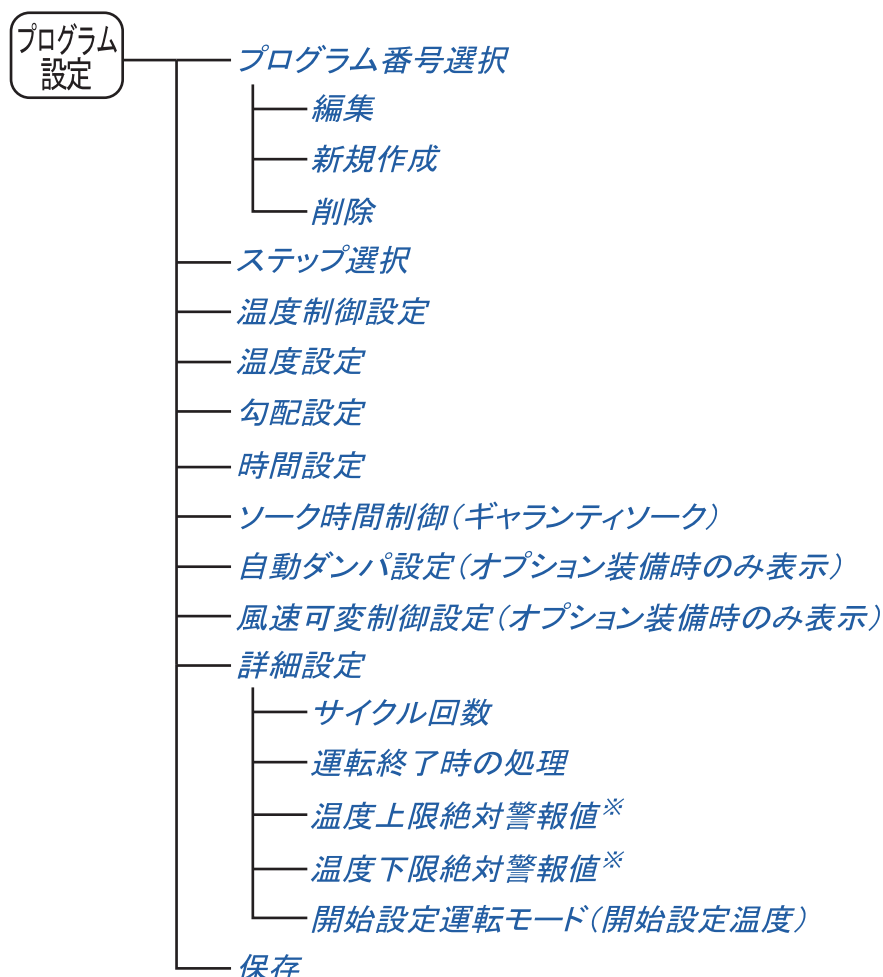 プログラム
設定
プログラム番号選択
編集
新規作成
削除
ステップ選択
温度制御設定
温度設定
勾配設定
時間設定
ソーク時間制御（ギャランティソーク）
自動ダンパ設定（オプション装備時のみ表示）
風速可変制御設定（オプション装備時のみ表示）
詳細設定
サイクル回数
運転終了時の処理
温度上限絶対警報値※
温度下限絶対警報値※
開始設定運転モード（開始設定温度）
保存